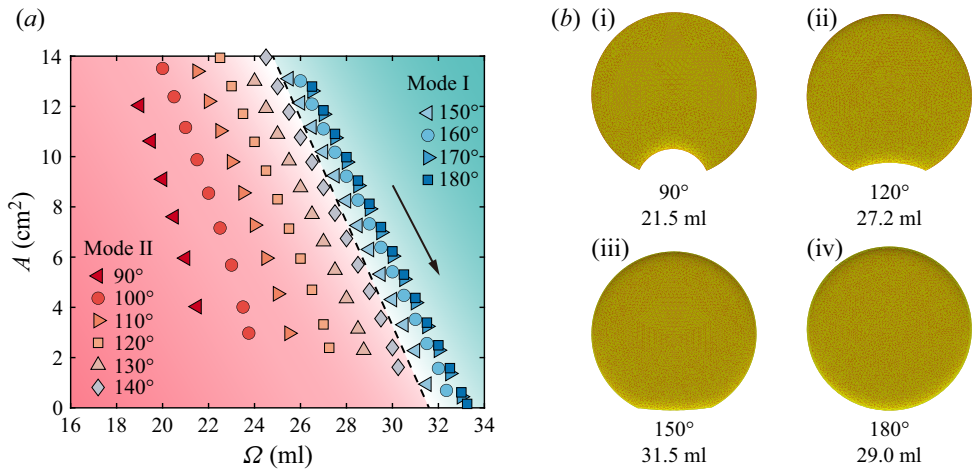 (a)
14
12
10
8
6
4
2
0
A (cm²)
16 18 20 22 24 26 28 30 32 34
Ω (ml)
Mode I
150°
160°
170°
180°
Mode II
90°
100°
110°
120°
130°
140°
(b) (i)
90°
21.5 ml
(ii)
120°
27.2 ml
(iii)
150°
31.5 ml
(iv)
180°
29.0 ml